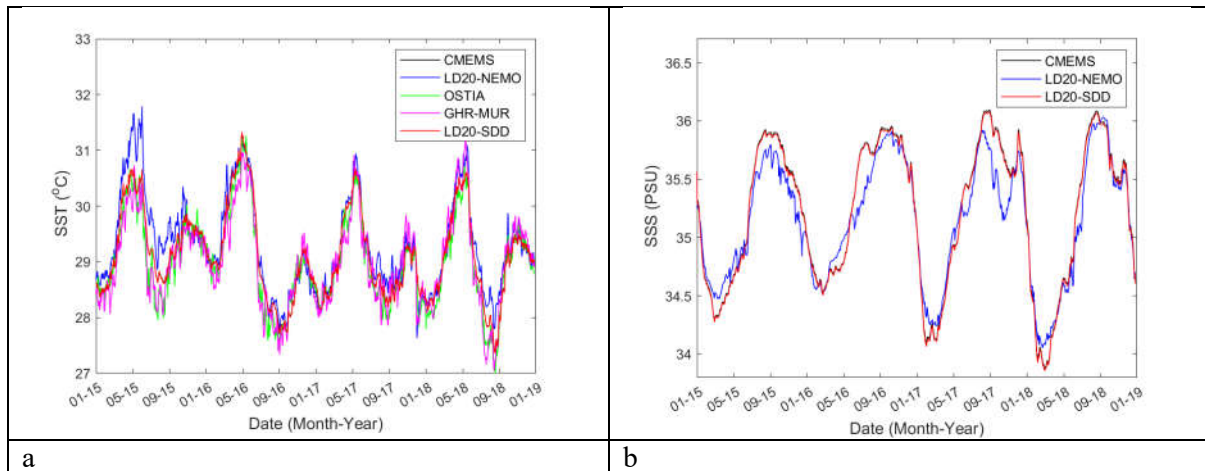 33
32
31
30
29
28
27
SST (°C)
CMEMS
LD20-NEMO
OSTIA
GHR-MUR
LD20-SDD
01-15
05-15
09-15
01-16
05-16
09-16
01-17
05-17
09-17
01-18
05-18
09-18
01-19
Date (Month-Year)
a
36.5
36
35.5
35
34.5
34
SSS (PSU)
CMEMS
LD20-NEMO
LD20-SDD
01-15
05-15
09-15
01-16
05-16
09-16
01-17
05-17
09-17
01-18
05-18
09-18
01-19
Date (Month-Year)
b